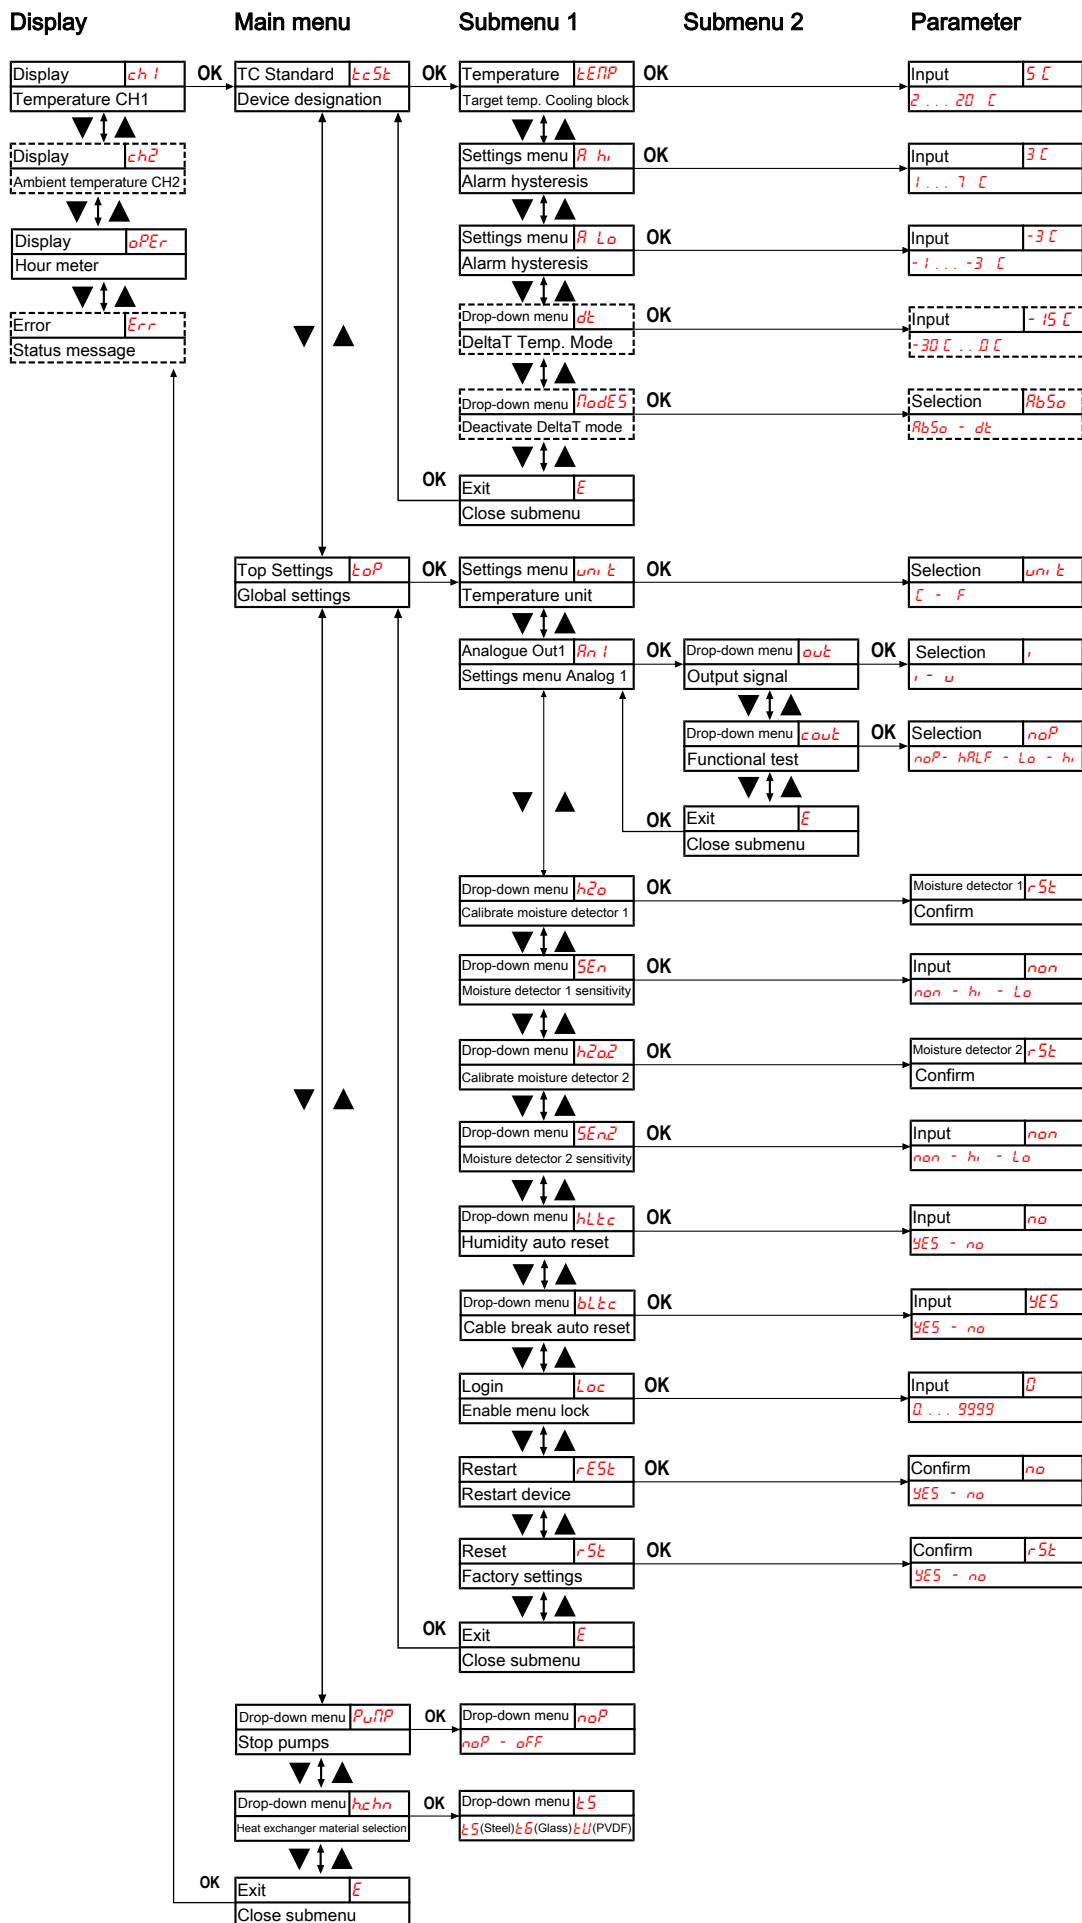 Display Main menu Submenu 1 Submenu 2 Parameter
Display ch1 OK TC Standard tcSt OK Temperature tEMP OK Input 5 C
Temperature CH1 Device designation Target temp. Cooling block 2 . . . 20 C
Display ch2 Settings menu A hi OK Input 3 C
Ambient temperature CH2 Alarm hysteresis 1 . . . 7 C
Display oPEr Settings menu A Lo OK Input -3 C
Hour meter Alarm hysteresis -1 . . . -3 C
Error Err Drop-down menu dt OK Input - 15 C
Status message DeltaT Temp. Mode -30 C . . 0 C
Drop-down menu ModES OK Selection AbSo
Deactivate DeltaT mode AbSo - dt
OK Exit E
Close submenu
Top Settings toP OK Settings menu unit OK Selection unit
Global settings Temperature unit C - F
Analogue Out1 An1 OK Drop-down menu out OK Selection i
Settings menu Analog 1 Output signal i - u
Drop-down menu cout OK Selection noP
Functional test noP - hALF - Lo - hi
OK Exit E
Close submenu
Drop-down menu h2o OK Moisture detector 1 rSt
Calibrate moisture detector 1 Confirm
Drop-down menu SEn OK Input non
Moisture detector 1 sensitivity non - hi - Lo
Drop-down menu h2o.2 OK Moisture detector 2 rSt
Calibrate moisture detector 2 Confirm
Drop-down menu SEn.2 OK Input non
Moisture detector 2 sensitivity non - hi - Lo
Drop-down menu hLtc OK Input no
Humidity auto reset YES - no
Drop-down menu bLtc OK Input YES
Cable break auto reset YES - no
Login Loc OK Input 0
Enable menu lock 0. . . . 9999
Restart rESt OK Confirm no
Restart device YES - no
Reset rSt OK Confirm rSt
Factory settings YES - no
OK Exit E
Close submenu
Drop-down menu PuMP OK Drop-down menu noP
Stop pumps noP - oFF
Drop-down menu h.chn OK Drop-down menu tS
Heat exchanger material selection tS (Steel) tG (Glass) tU (PVDF)
OK Exit E
Close submenu